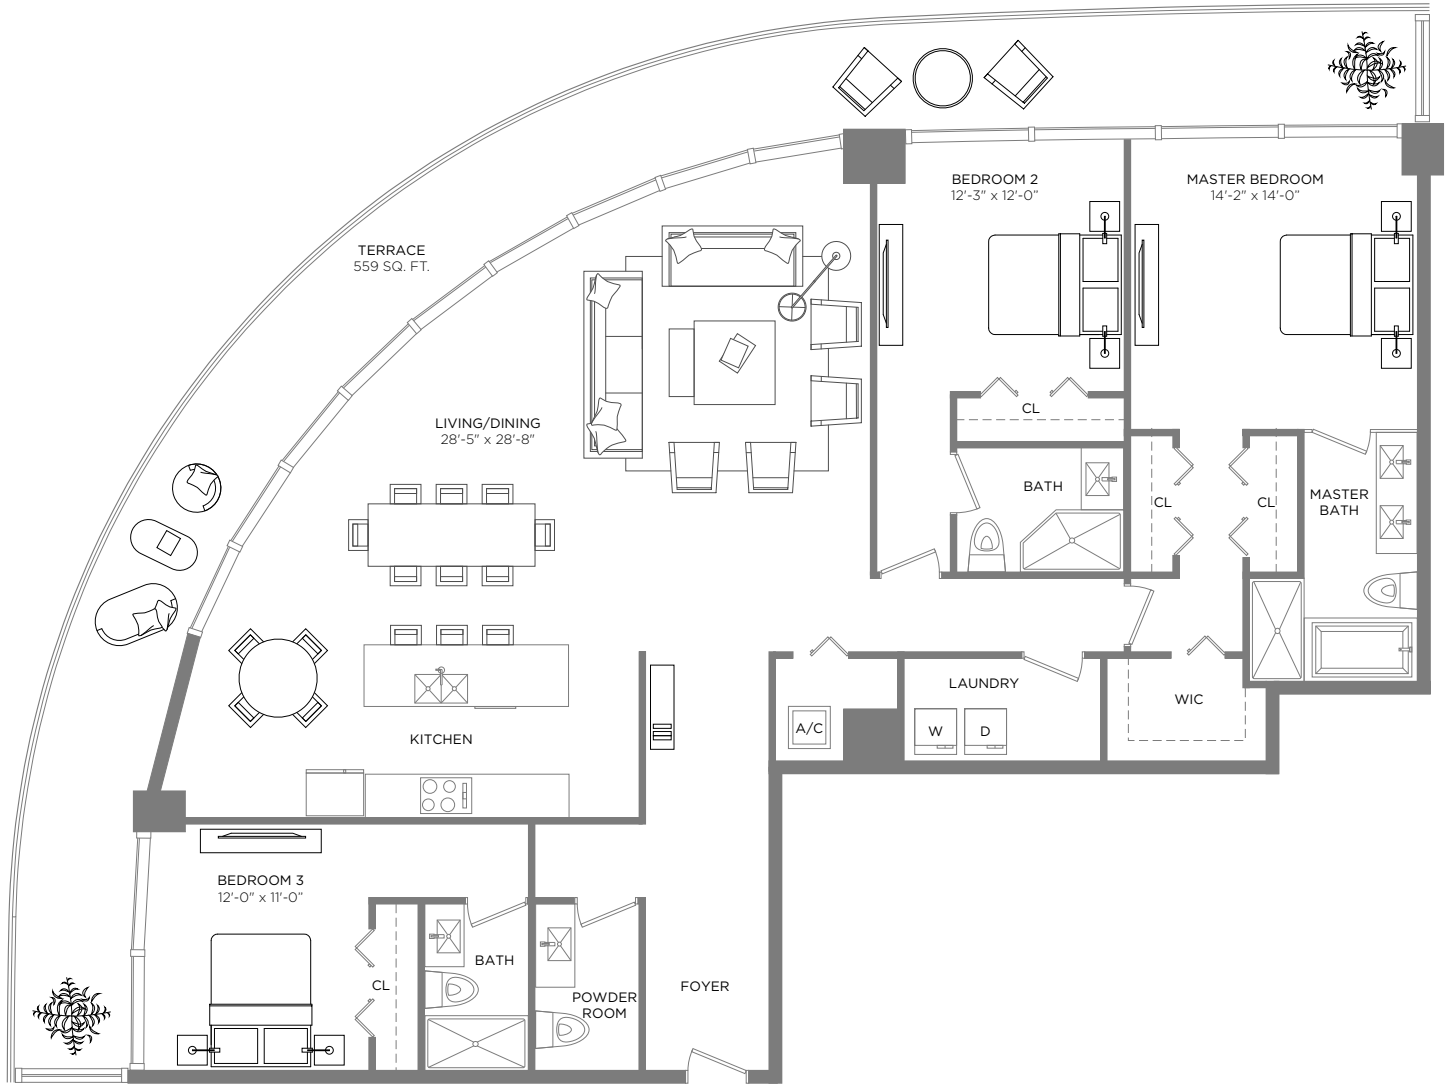 BEDROOM 2
12'-3" x 12'-0"
MASTER BEDROOM
14'-2" x 14'-0"
TERRACE
559 SQ. FT.
LIVING/DINING
28'-5" x 28'-8"
CL
BATH
CL
CL
MASTER
BATH
LAUNDRY
WIC
A/C
W
D
KITCHEN
BEDROOM 3
12'-0" x 11'-0"
CL
BATH
POWDER
ROOM
FOYER